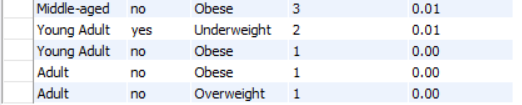 Middle-aged no Obese 3 0.01
Young Adult yes Underweight 2 0.01
Young Adult no Obese 1 0.00
Adult no Obese 1 0.00
Adult no Overweight 1 0.00